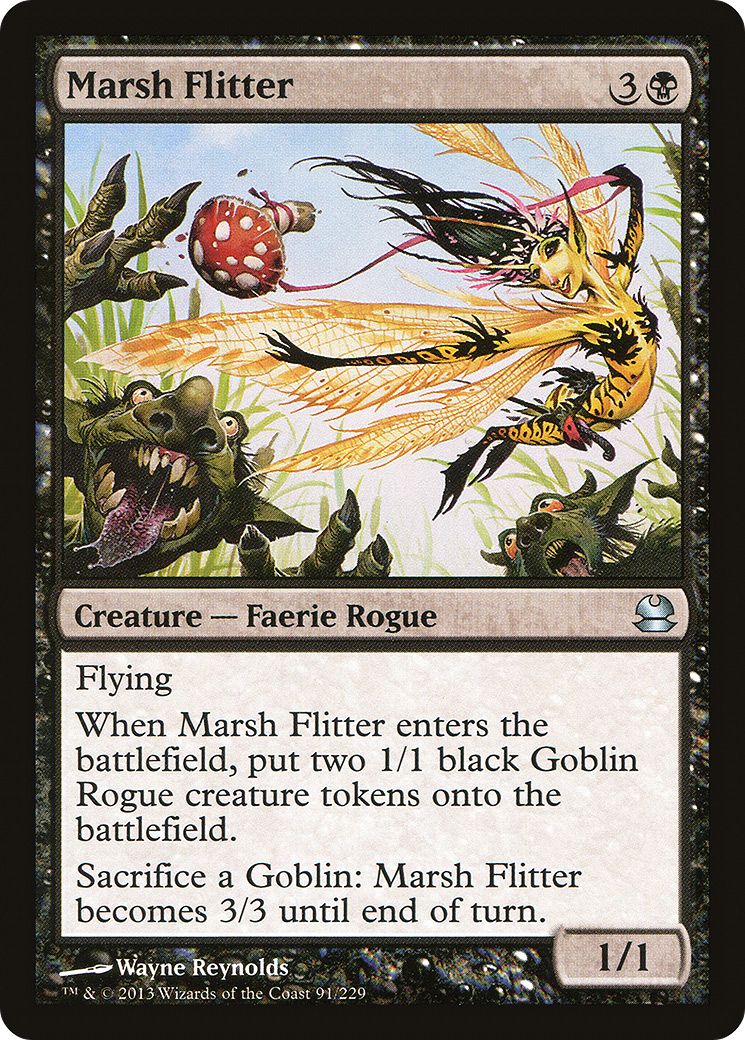 Marsh Flitter 3
Creature — Faerie Rogue
Flying
When Marsh Flitter enters the
battlefield, put two 1/1 black Goblin
Rogue creature tokens onto the
battlefield.
Sacrifice a Goblin: Marsh Flitter
becomes 3/3 until end of turn.
1/1
Wayne Reynolds
™ & © 2013 Wizards of the Coast 91/229